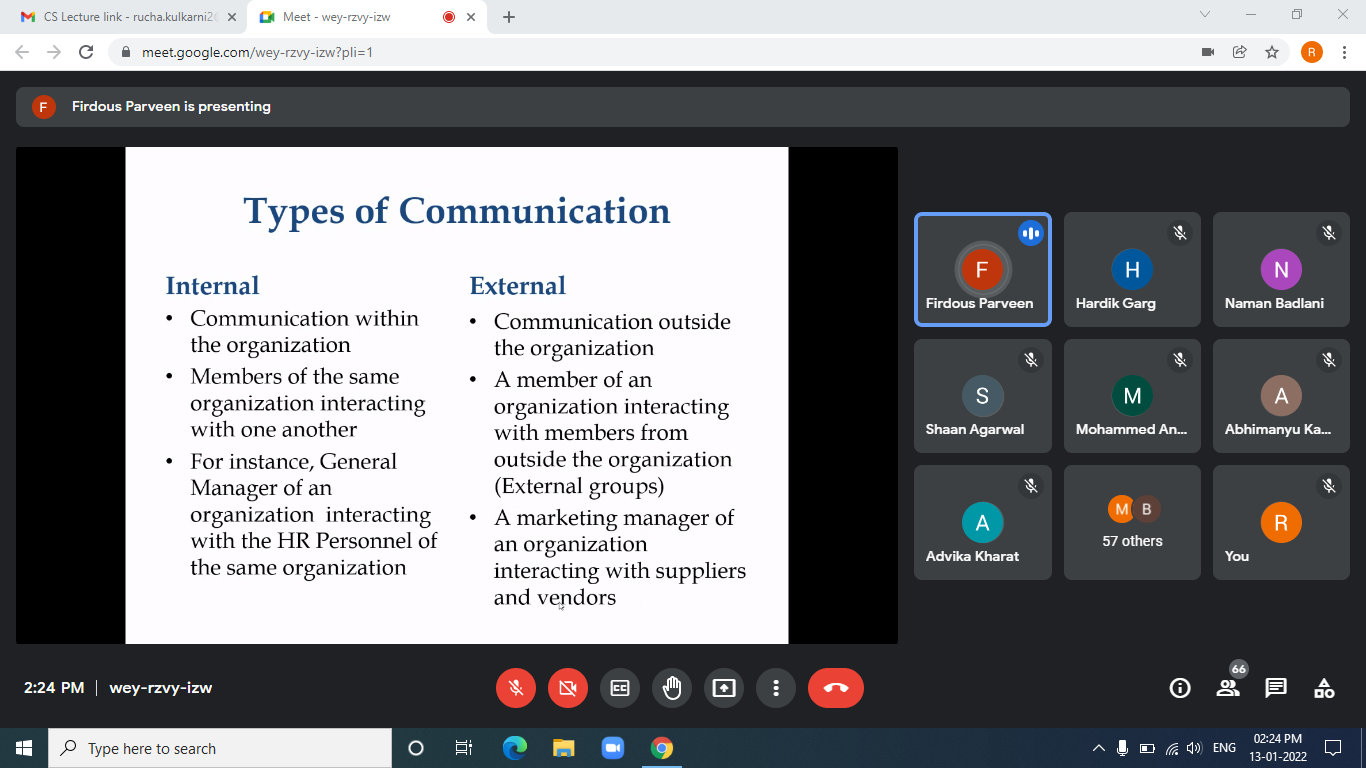 CS Lecture link - rucha.kulkarni2
Meet - wey-rzvy-izw
meet.google.com/wey-rzvy-izw?pli=1
R
F
Firdous Parveen is presenting
Types of Communication
Internal
• Communication within
the organization
• Members of the same
organization interacting
with one another
• For instance, General
Manager of an
organization interacting
with the HR Personnel of
the same organization
External
• Communication outside
the organization
• A member of an
organization interacting
with members from
outside the organization
(External groups)
• A marketing manager of
an organization
interacting with suppliers
and vendors
F
Firdous Parveen
H
Hardik Garg
N
Naman Badlani
S
Shaan Agarwal
M
Mohammed An...
A
Abhimanyu Ka...
A
Advika Kharat
M B
57 others
R
You
2:24 PM | wey-rzvy-izw
CC
66
Type here to search
ENG
02:24 PM
13-01-2022